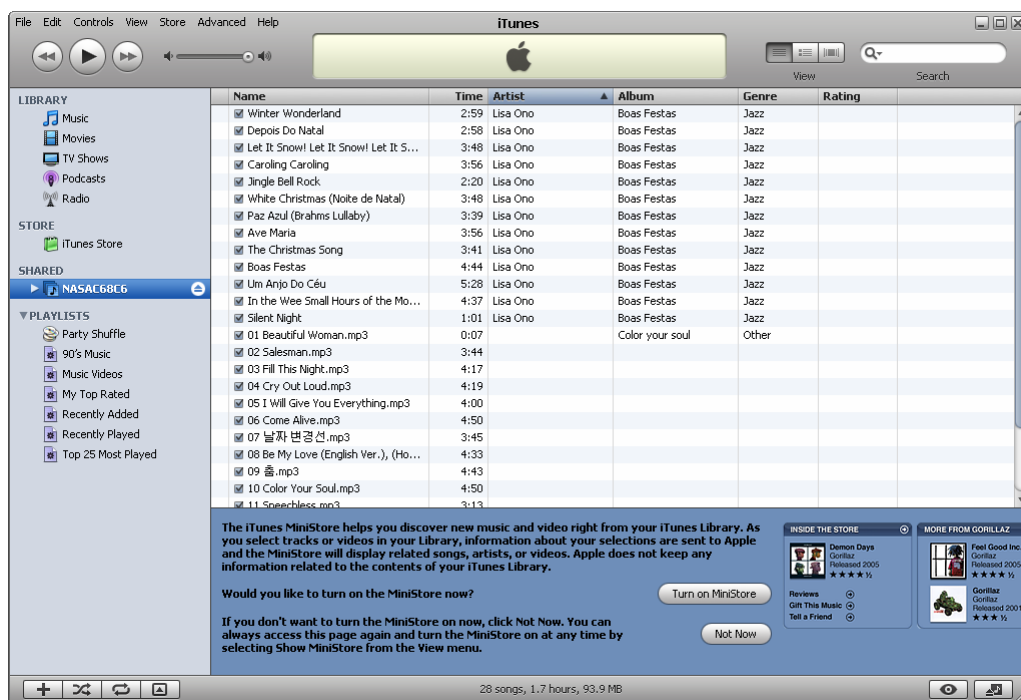 iTunes
File Edit Controls View Store Advanced Help
View
Search
LIBRARY
Music
Movies
TV Shows
Podcasts
Radio
STORE
iTunes Store
SHARED
NASAC68C6
PLAYLISTS
Party Shuffle
90's Music
Music Videos
My Top Rated
Recently Added
Recently Played
Top 25 Most Played
Name Time Artist Album Genre Rating
Winter Wonderland 2:59 Lisa Ono Boas Festas Jazz
Depois Do Natal 2:58 Lisa Ono Boas Festas Jazz
Let It Snow! Let It Snow! Let It S... 3:48 Lisa Ono Boas Festas Jazz
Caroling Caroling 3:56 Lisa Ono Boas Festas Jazz
Jingle Bell Rock 2:20 Lisa Ono Boas Festas Jazz
White Christmas (Noite de Natal) 3:48 Lisa Ono Boas Festas Jazz
Paz Azul (Brahms Lullaby) 3:39 Lisa Ono Boas Festas Jazz
Ave Maria 3:56 Lisa Ono Boas Festas Jazz
The Christmas Song 3:41 Lisa Ono Boas Festas Jazz
Boas Festas 4:44 Lisa Ono Boas Festas Jazz
Um Anjo Do Céu 5:28 Lisa Ono Boas Festas Jazz
In the Wee Small Hours of the Mo... 4:37 Lisa Ono Boas Festas Jazz
Silent Night 1:01 Lisa Ono Boas Festas Jazz
01 Beautiful Woman.mp3 0:07 Color your soul Other
02 Salesman.mp3 3:44
03 Fill This Night.mp3 4:17
04 Cry Out Loud.mp3 4:19
05 I Will Give You Everything.mp3 4:00
06 Come Alive.mp3 4:50
07 날짜 변경선.mp3 3:45
08 Be My Love (English Ver.), (Ho... 4:33
09 춤.mp3 4:43
10 Color Your Soul.mp3 4:50
11 Speechless.mp3 3:13
The iTunes MiniStore helps you discover new music and video right from your iTunes Library. As
you select tracks or videos in your Library, information about your selections are sent to Apple
and the MiniStore will display related songs, artists, or videos. Apple does not keep any
information related to the contents of your iTunes Library.
Would you like to turn on the MiniStore now?
Turn on MiniStore
If you don't want to turn the MiniStore on now, click Not Now. You can
always access this page again and turn the MiniStore on at any time by
selecting Show MiniStore from the View menu.
Not Now
INSIDE THE STORE
Demon Days
Gorillaz
Released 2005
Reviews
Gift This Music
Tell a Friend
MORE FROM GORILLAZ
Feel Good Inc.
Gorillaz
Released 2005
Gorillaz
Gorillaz
Released 2001
28 songs, 1.7 hours, 93.9 MB